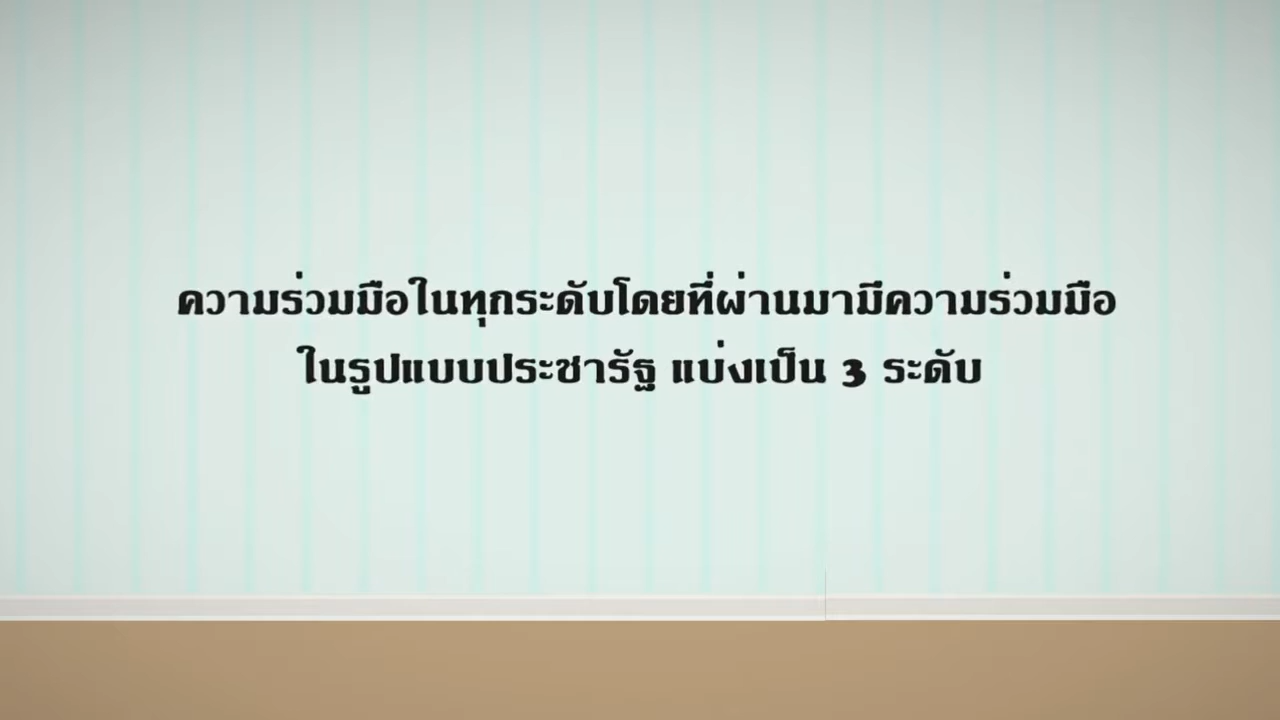 ความร่วมมือในทุกระดับโดยที่ผ่านมามีความร่วมมือ
ในรูปแบบประชารัฐ แบ่งเป็น 3 ระดับ